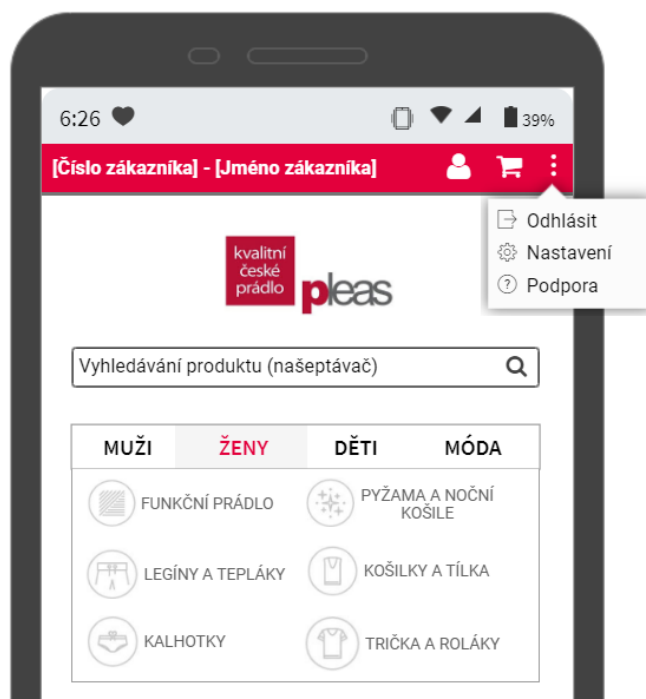 6:26
39%
[Číslo zákazníka] - [Jméno zákazníka]
Odhlásit
Nastavení
Podpora
kvalitní
české
prádlo
pleas
Vyhledávání produktu (našeptávač)
MUŽI ŽENY DĚTI MÓDA
FUNKČNÍ PRÁDLO
PYŽAMA A NOČNÍ
KOŠILE
LEGÍNY A TEPLÁKY
KOŠILKY A TÍLKA
KALHOTKY
TRIČKA A ROLÁKY